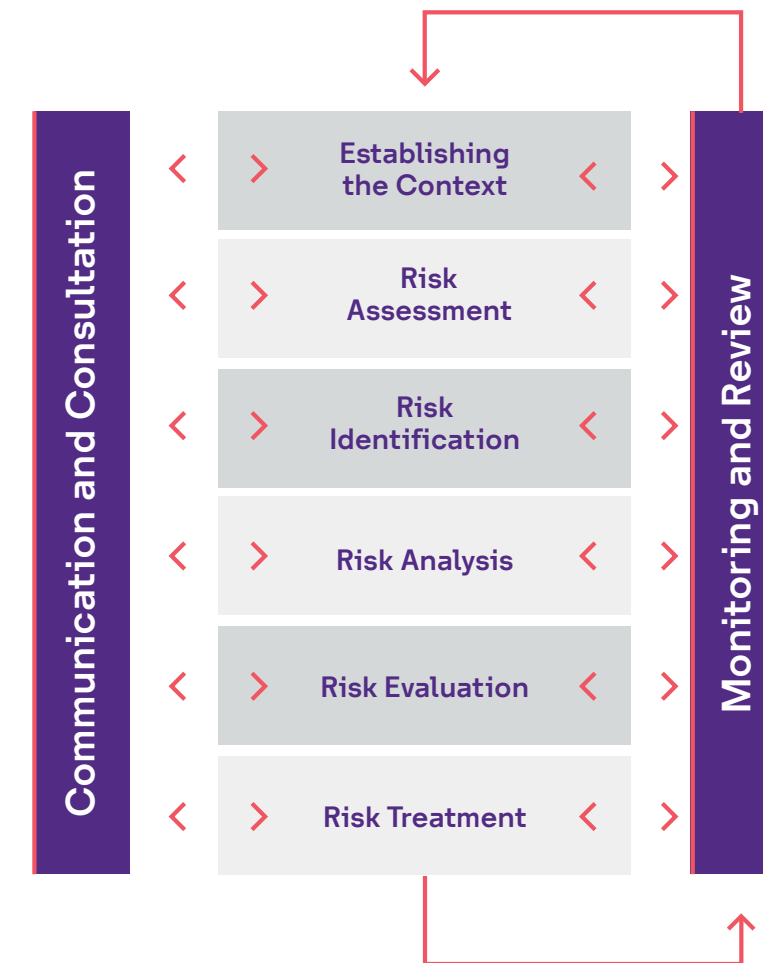 Communication and Consultation
Establishing
the Context
Risk
Assessment
Risk
Identification
Risk Analysis
Risk Evaluation
Risk Treatment
Monitoring and Review